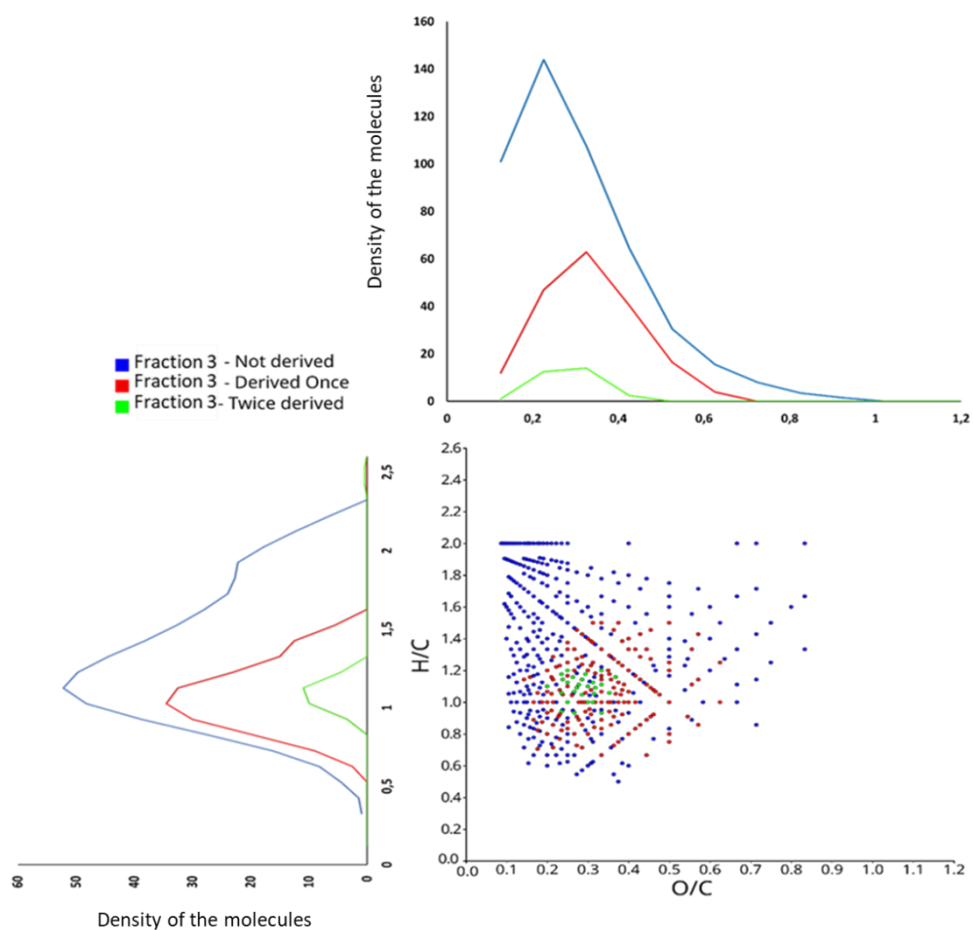 160
140
120
100
80
60
40
20
0
Density of the molecules
0 0,2 0,4 0,6 0,8 1 1,2
Fraction 3 - Not derived
Fraction 3 - Derived Once
Fraction 3- Twice derived
2,5
2
1,5
1
0,5
0
60 50 40 30 20 10 0
Density of the molecules
2.6
2.4
2.2
2.0
1.8
1.6
1.4
1.2
1.0
0.8
0.6
0.4
0.2
0.0
H/C
0.0 0.1 0.2 0.3 0.4 0.5 0.6 0.7 0.8 0.9 1.0 1.1 1.2
O/C